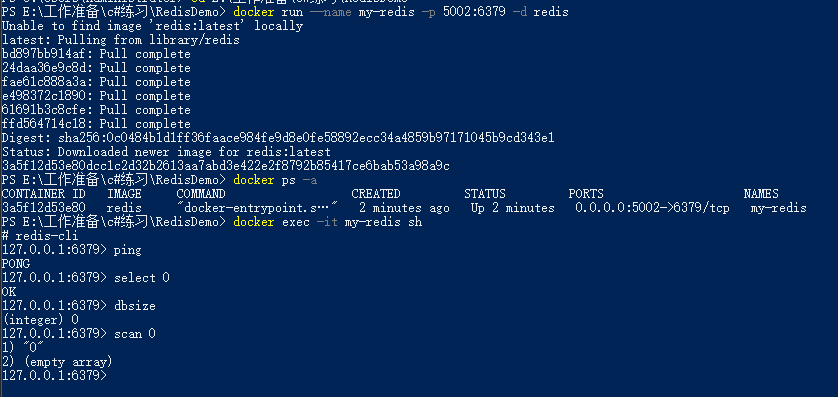 PS E:\工作准备\c#练习\RedisDemo> docker run --name my-redis -p 5002:6379 -d redis
Unable to find image 'redis:latest' locally
latest: Pulling from library/redis
bd897bb914af: Pull complete
24daa36e9c8d: Pull complete
fae61c888a3a: Pull complete
e498372c1890: Pull complete
61691b3c8cfe: Pull complete
ffd564714c18: Pull complete
Digest: sha256:0c0484b1d1ff36faace984fe9d8e0fe58892ecc34a4859b97171045b9cd343e1
Status: Downloaded newer image for redis:latest
3a5f12d53e80dcc1c2d32b2613aa7abd3e422e2f8792b85417ce6bab53a98a9c
PS E:\工作准备\c#练习\RedisDemo> docker ps -a
CONTAINER ID IMAGE COMMAND CREATED STATUS PORTS NAMES
3a5f12d53e80 redis "docker-entrypoint.s…" 2 minutes ago Up 2 minutes 0.0.0.0:5002->6379/tcp my-redis
PS E:\工作准备\c#练习\RedisDemo> docker exec -it my-redis sh
# redis-cli
127.0.0.1:6379> ping
PONG
127.0.0.1:6379> select 0
OK
127.0.0.1:6379> dbsize
(integer) 0
127.0.0.1:6379> scan 0
1) "0"
2) (empty array)
127.0.0.1:6379>